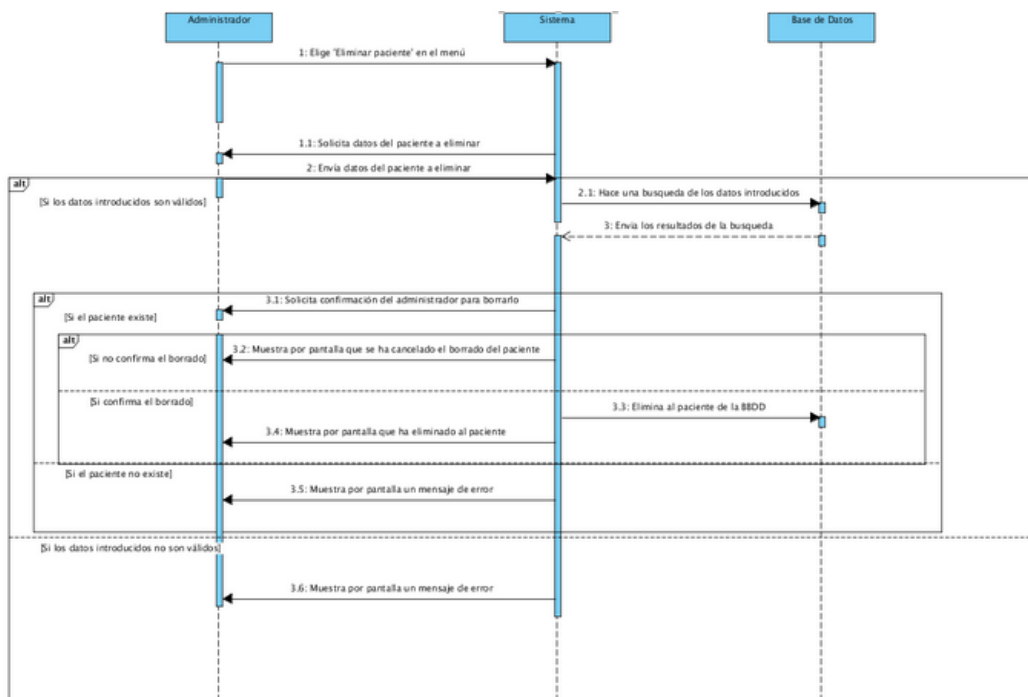 Administrador
Sistema
Base de Datos
1: Elige 'Eliminar paciente' en el menú
1.1: Solicita datos del paciente a eliminar
2: Envía datos del paciente a eliminar
alt
[Si los datos introducidos son válidos]
2.1: Hace una busqueda de los datos introducidos
3: Envia los resultados de la busqueda
alt
3.1: Solicita confirmación del administrador para borrarlo
[Si el paciente existe]
alt
3.2: Muestra por pantalla que se ha cancelado el borrado del paciente
[Si no confirma el borrado]
[Si confirma el borrado]
3.3: Elimina al paciente de la BBDD
3.4: Muestra por pantalla que ha eliminado al paciente
[Si el paciente no existe]
3.5: Muestra por pantalla un mensaje de error
[Si los datos introducidos no son válidos]
3.6: Muestra por pantalla un mensaje de error